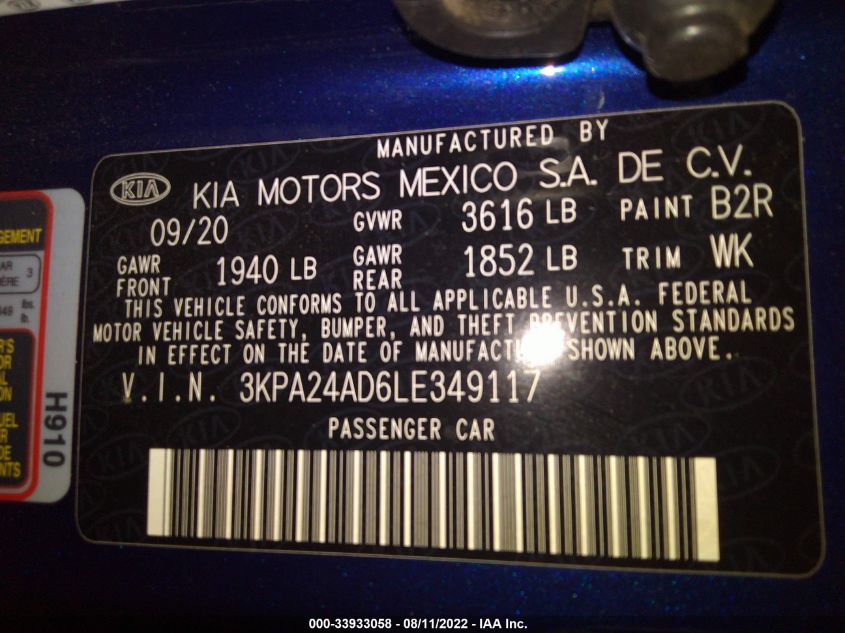 MANUFACTURED BY
KIA KIA MOTORS MEXICO S.A. DE C.V.
09/20 GVWR 3616 LB PAINT B2R
GAWR FRONT 1940 LB GAWR REAR 1852 LB TRIM WK
THIS VEHICLE CONFORMS TO ALL APPLICABLE U.S.A. FEDERAL
MOTOR VEHICLE SAFETY, BUMPER, AND THEFT PREVENTION STANDARDS
IN EFFECT ON THE DATE OF MANUFACTURE SHOWN ABOVE.
V.I.N. 3KPA24AD6LE349117
PASSENGER CAR
H910
000-33933058 - 08/11/2022 - IAA Inc.